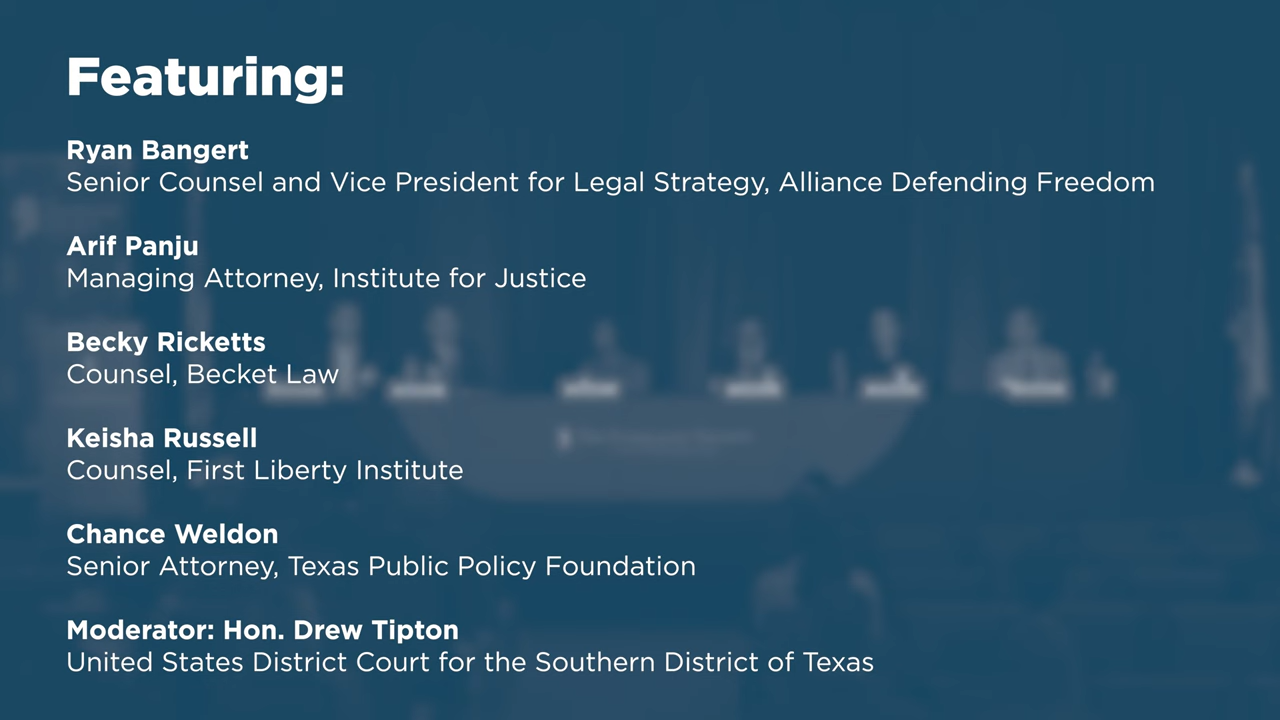 Featuring:
Ryan Bangert
Senior Counsel and Vice President for Legal Strategy, Alliance Defending Freedom
Arif Panju
Managing Attorney, Institute for Justice
Becky Ricketts
Counsel, Becket Law
Keisha Russell
Counsel, First Liberty Institute
Chance Weldon
Senior Attorney, Texas Public Policy Foundation
Moderator: Hon. Drew Tipton
United States District Court for the Southern District of Texas